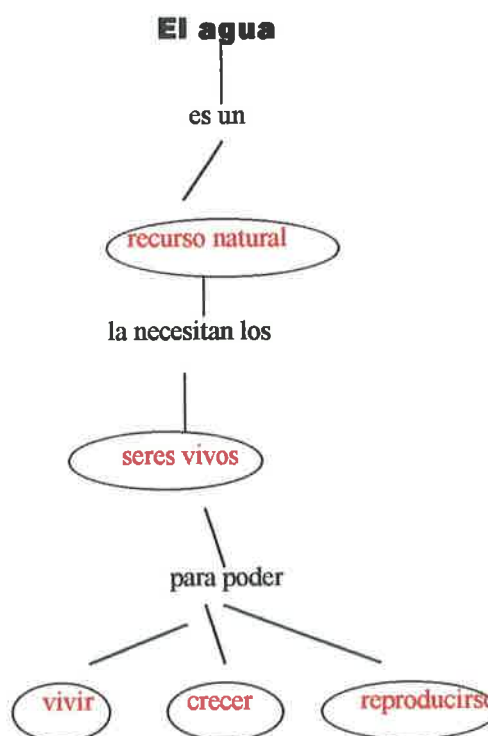 El agua
es un
recurso natural
la necesitan los
seres vivos
para poder
vivir crecer reproducirse